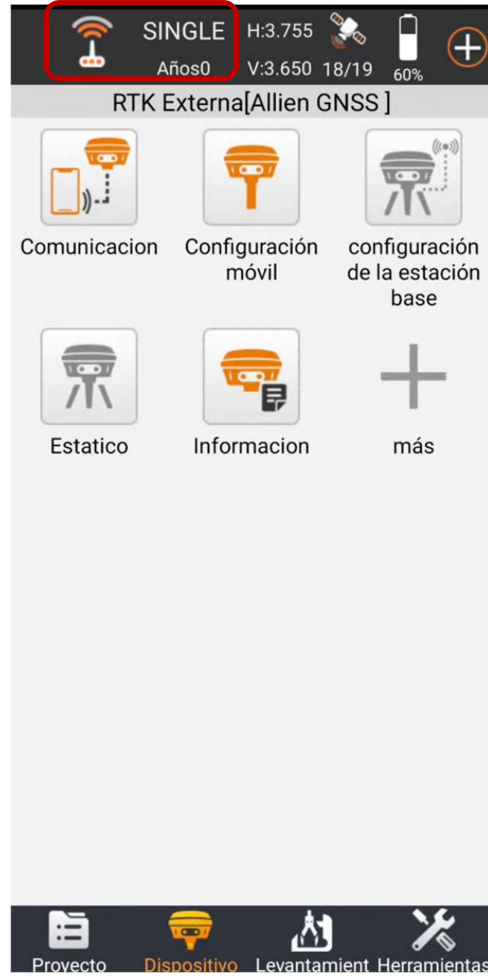 SINGLE H:3.755
Años0 V:3.650 18/19 60%
RTK Externa[Allien GNSS ]
Comunicacion Configuración móvil configuración de la estación base
Estatico Informacion más
Proyecto Dispositivo Levantamient Herramientas